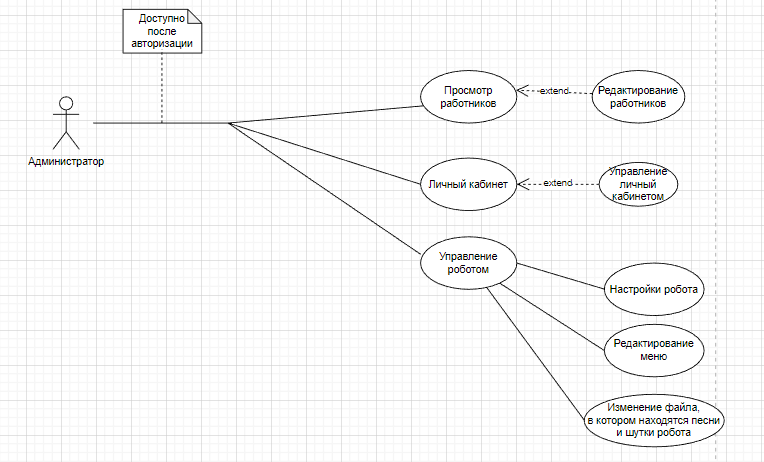 Доступно
после
авторизации
Администратор
Просмотр
работников
extend
Редактирование
работников
Личный кабинет
extend
Управление
личный
кабинетом
Управление
роботом
Настройки робота
Редактирование
меню
Изменение файла,
в котором находятся песни
и шутки робота